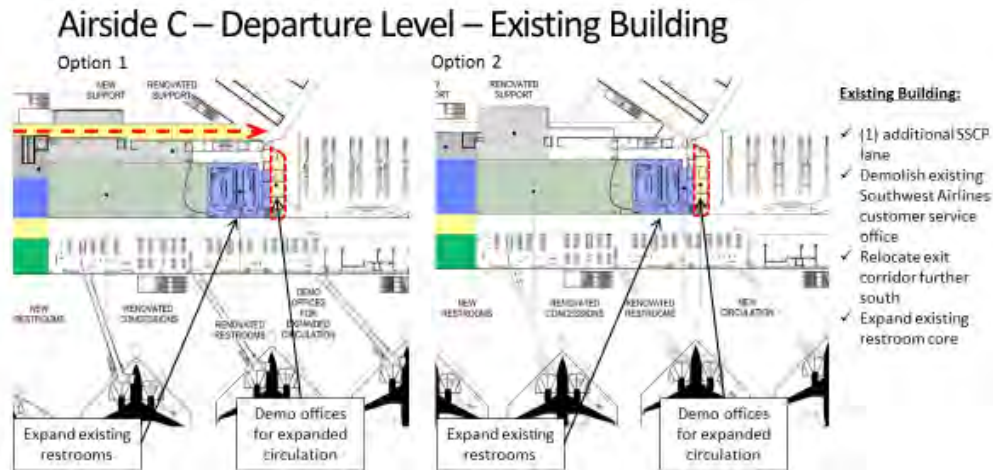 Airside C – Departure Level – Existing Building
Option 1
NEW
SUPPORT
RENOVATED
SUPPORT
NEW
RESTROOMS
RENOVATED
CONCESSIONS
RENOVATED
RESTROOMS
DEMO
OFFICES
FOR
EXPANDED
CIRCULATION
Expand existing
restrooms
Demo offices
for expanded
circulation
Option 2
RENOVATED
SUPPORT
NEW
RESTROOMS
RENOVATED
CONCESSIONS
RENOVATED
RESTROOMS
NEW
CIRCULATION
Expand existing
restrooms
Demo offices
for expanded
circulation
Existing Building:
✓ (1) additional SSCP
lane
✓ Demolish existing
Southwest Airlines
customer service
office
✓ Relocate exit
corridor further
south
✓ Expand existing
restroom core